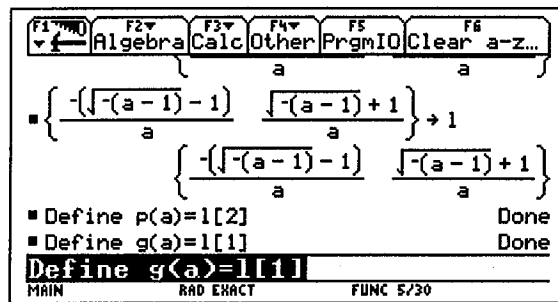 F1 F2 Algebra F3 Calc F4 Other F5 PrgmIO F6 Clear a-z…
{ a a }
▪{ -(√(-(a - 1)) - 1) / a   √(-(a - 1)) + 1 / a } → l
{ -(√(-(a - 1)) - 1) / a   √(-(a - 1)) + 1 / a }
▪Define p(a)=l[2] Done
▪Define g(a)=l[1] Done
Define g(a)=l[1]
MAIN RAD EXACT FUNC 5/30